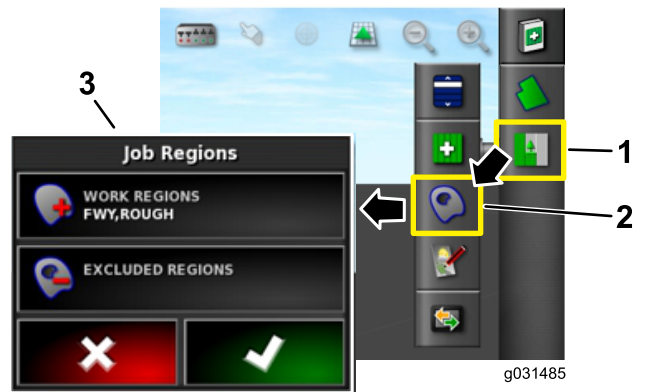 3
Job Regions
1
WORK REGIONS
FWY,ROUGH
2
EXCLUDED REGIONS
g031485